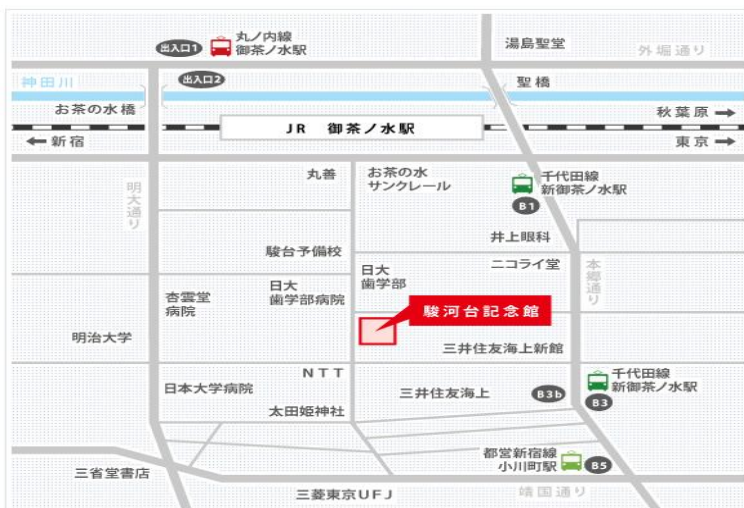 丸ノ内線
出入口1
御茶ノ水駅
湯島聖堂
外堀通り
神田川
出入口2
聖橋
お茶の水橋
秋葉原→
JR 御茶ノ水駅
←新宿
東京→
丸善
お茶の水
サンクレール
千代田線
新御茶ノ水駅
B1
明大通り
井上眼科
駿台予備校
ニコライ堂
日大
歯学部
本郷通り
日大
歯学部病院
杏雲堂
病院
駿河台記念館
明治大学
三井住友海上新館
NTT
千代田線
新御茶ノ水駅
日本大学病院
三井住友海上
B3b
B3
太田姫神社
都営新宿線
小川町駅
B5
三省堂書店
三菱東京UFJ
靖国通り